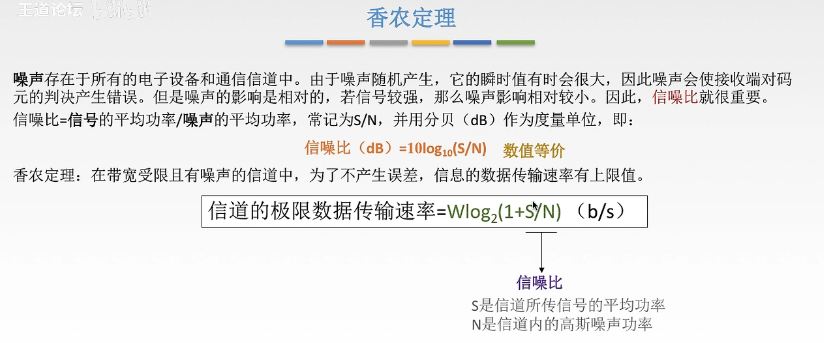 王道论坛
香农定理
噪声存在于所有的电子设备和通信信道中。由于噪声随机产生，它的瞬时值有时会很大，因此噪声会使接收端对码
元的判决产生错误。但是噪声的影响是相对的，若信号较强，那么噪声影响相对较小。因此，信噪比就很重要。
信噪比=信号的平均功率/噪声的平均功率，常记为S/N，并用分贝（dB）作为度量单位，即：
信噪比（dB）=10log₁₀(S/N) 数值等价
香农定理：在带宽受限且有噪声的信道中，为了不产生误差，信息的数据传输速率有上限值。
信道的极限数据传输速率=Wlog₂(1+S/N) （b/s）
信噪比
S是信道所传信号的平均功率
N是信道内的高斯噪声功率